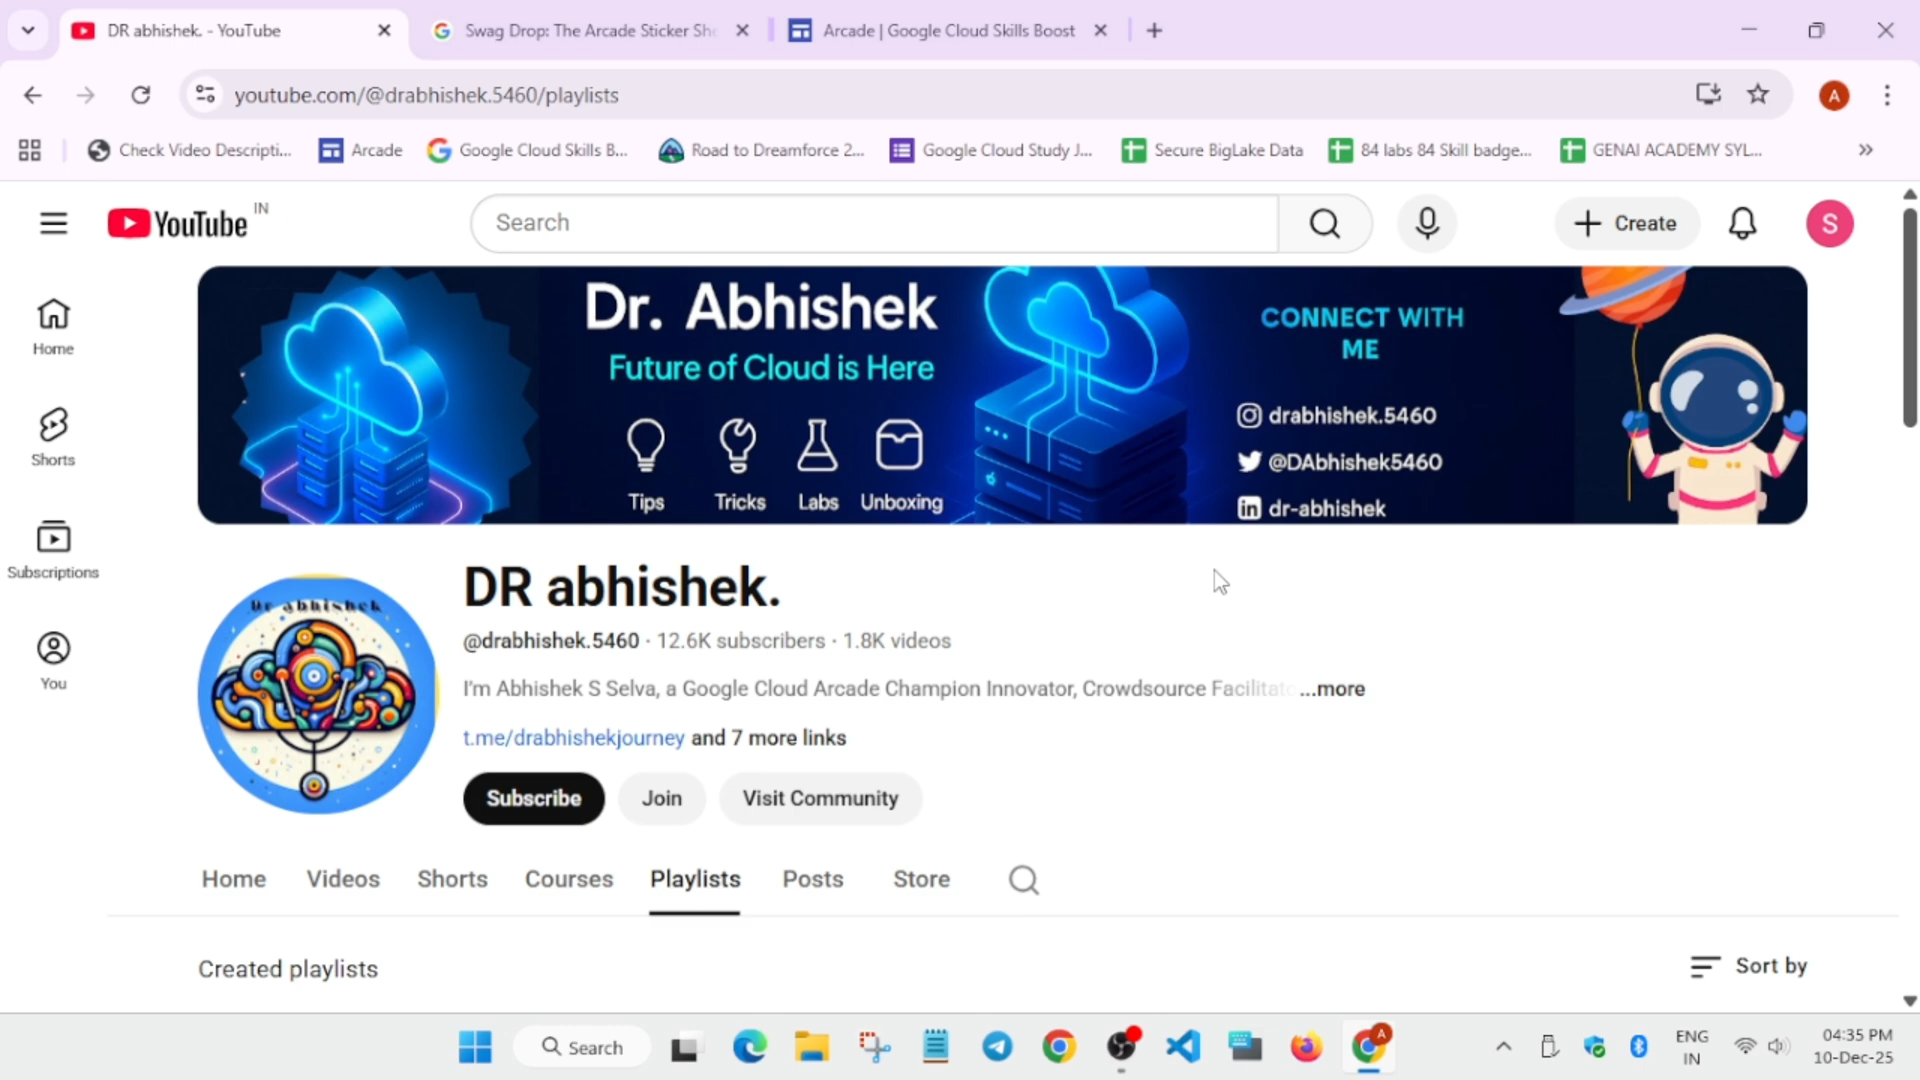 DR abhishek. - YouTube
Swag Drop: The Arcade Sticker She
Arcade | Google Cloud Skills Boost
youtube.com/@drabhishek.5460/playlists
A
Check Video Descripti...
Arcade
Google Cloud Skills B...
Road to Dreamforce 2...
Google Cloud Study J...
Secure BigLake Data
84 labs 84 Skill badge...
GENAI ACADEMY SYL...
YouTube IN
Search
Create
S
Home
Shorts
Subscriptions
You
Dr. Abhishek
Future of Cloud is Here
Tips
Tricks
Labs
Unboxing
CONNECT WITH
ME
drabhishek.5460
@DAbhishek5460
in dr-abhishek
Dr abhishek
DR abhishek.
@drabhishek.5460 · 12.6K subscribers · 1.8K videos
I'm Abhishek S Selva, a Google Cloud Arcade Champion Innovator, Crowdsource Facilitato ...more
t.me/drabhishekjourney and 7 more links
Subscribe
Join
Visit Community
Home
Videos
Shorts
Courses
Playlists
Posts
Store
Created playlists
Sort by
Search
A
ENG
IN
04:35 PM
10-Dec-25